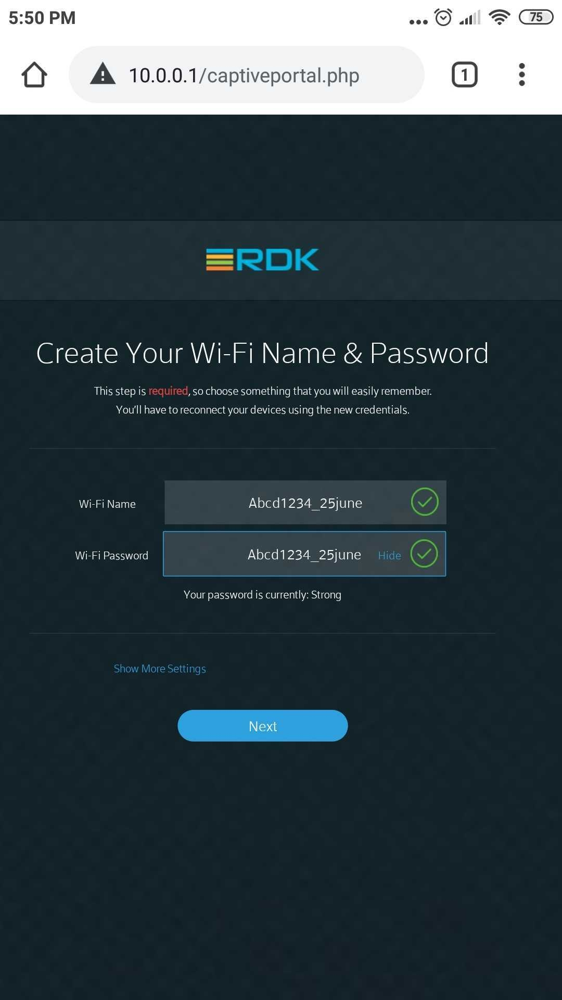 5:50 PM
75
10.0.0.1/captiveportal.php
1
RDK
Create Your Wi-Fi Name & Password
This step is required, so choose something that you will easily remember.
You'll have to reconnect your devices using the new credentials.
Wi-Fi Name
Abcd1234_25june
Wi-Fi Password
Abcd1234_25june
Hide
Your password is currently: Strong
Show More Settings
Next